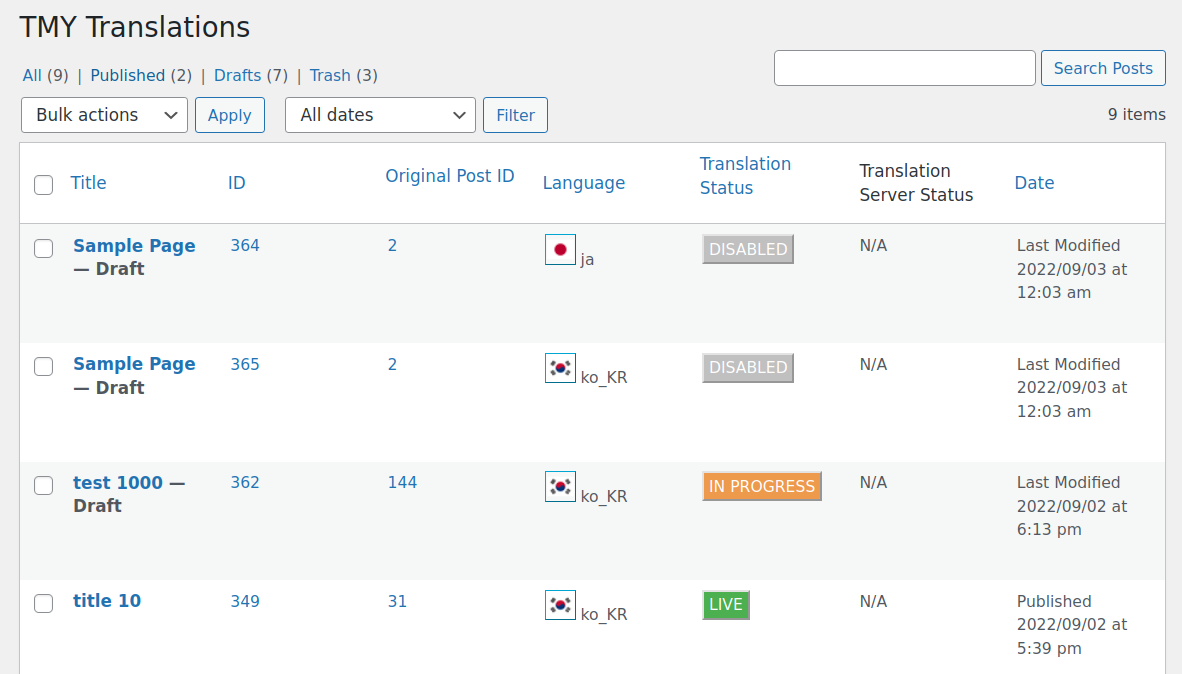 TMY Translations
All (9) | Published (2) | Drafts (7) | Trash (3)
Search Posts
Bulk actions
Apply
All dates
Filter
9 items
Title
ID
Original Post ID
Language
Translation
Status
Translation
Server Status
Date
Sample Page
— Draft
364
2
ja
DISABLED
N/A
Last Modified
2022/09/03 at
12:03 am
Sample Page
— Draft
365
2
ko_KR
DISABLED
N/A
Last Modified
2022/09/03 at
12:03 am
test 1000 —
Draft
362
144
ko_KR
IN PROGRESS
N/A
Last Modified
2022/09/02 at
6:13 pm
title 10
349
31
ko_KR
LIVE
N/A
Published
2022/09/02 at
5:39 pm